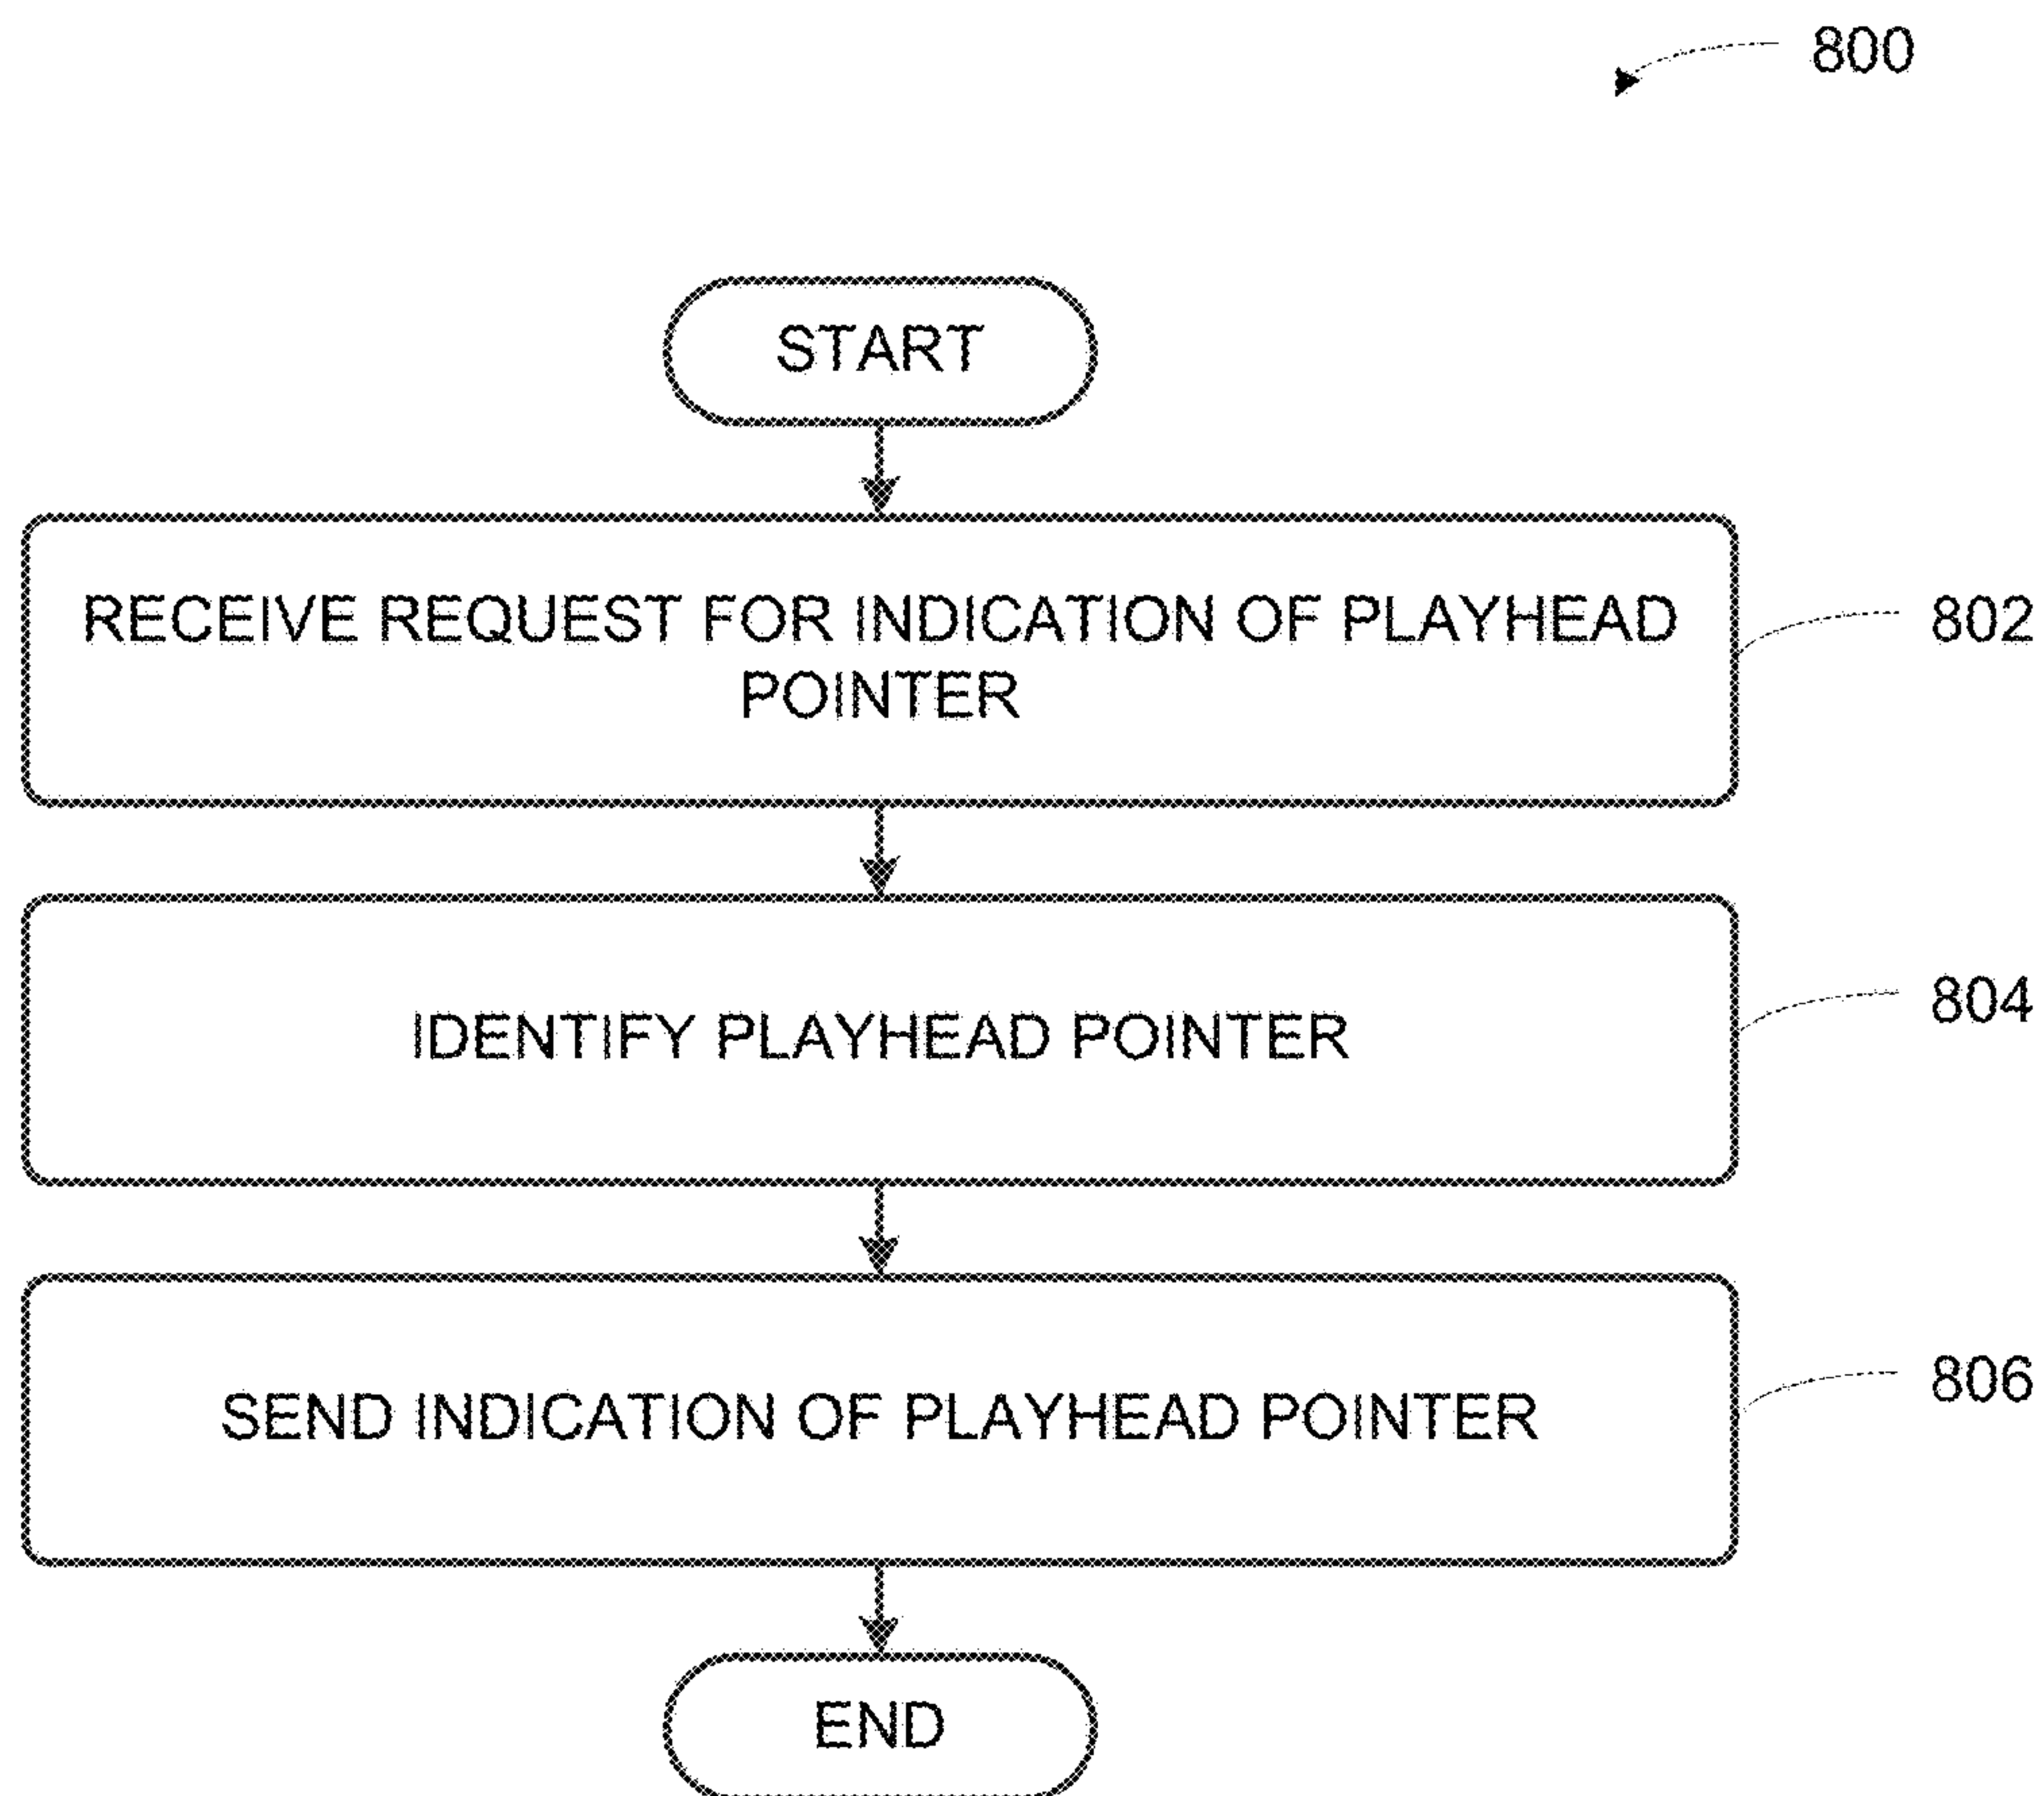 800
START
RECEIVE REQUEST FOR INDICATION OF PLAYHEAD
POINTER
802
IDENTIFY PLAYHEAD POINTER
804
SEND INDICATION OF PLAYHEAD POINTER
806
END